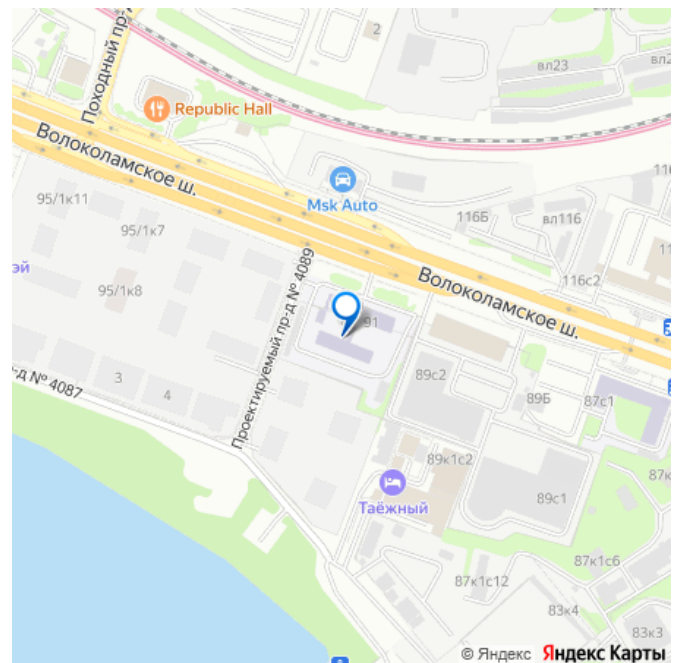 2
вл23
Походный пр-
Republic Hall
Волоколамское ш.
Msk Auto
116
95/1к11
116Б
вл116
95/1к7
эй
116с2
11
Проектируемый пр-д № 4089
Волоколамское ш.
95/1к8
91
-д № 4087
3
4
89с2
89Б
87с1
89к1с2
Таёжный
89с1
87к
87к1с6
87к1с12
83к4
83к3
© Яндекс Яндекс Карты